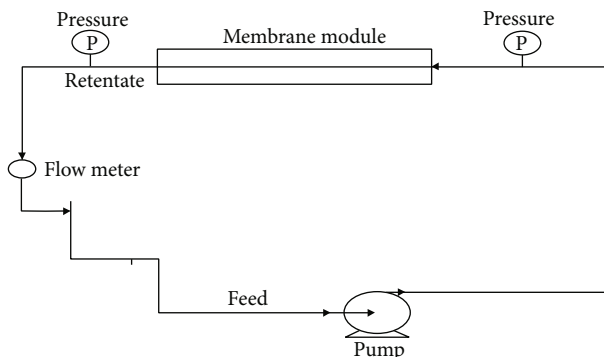 Pressure
P
Membrane module
Pressure
P
Retentate
Flow meter
Feed
Pump